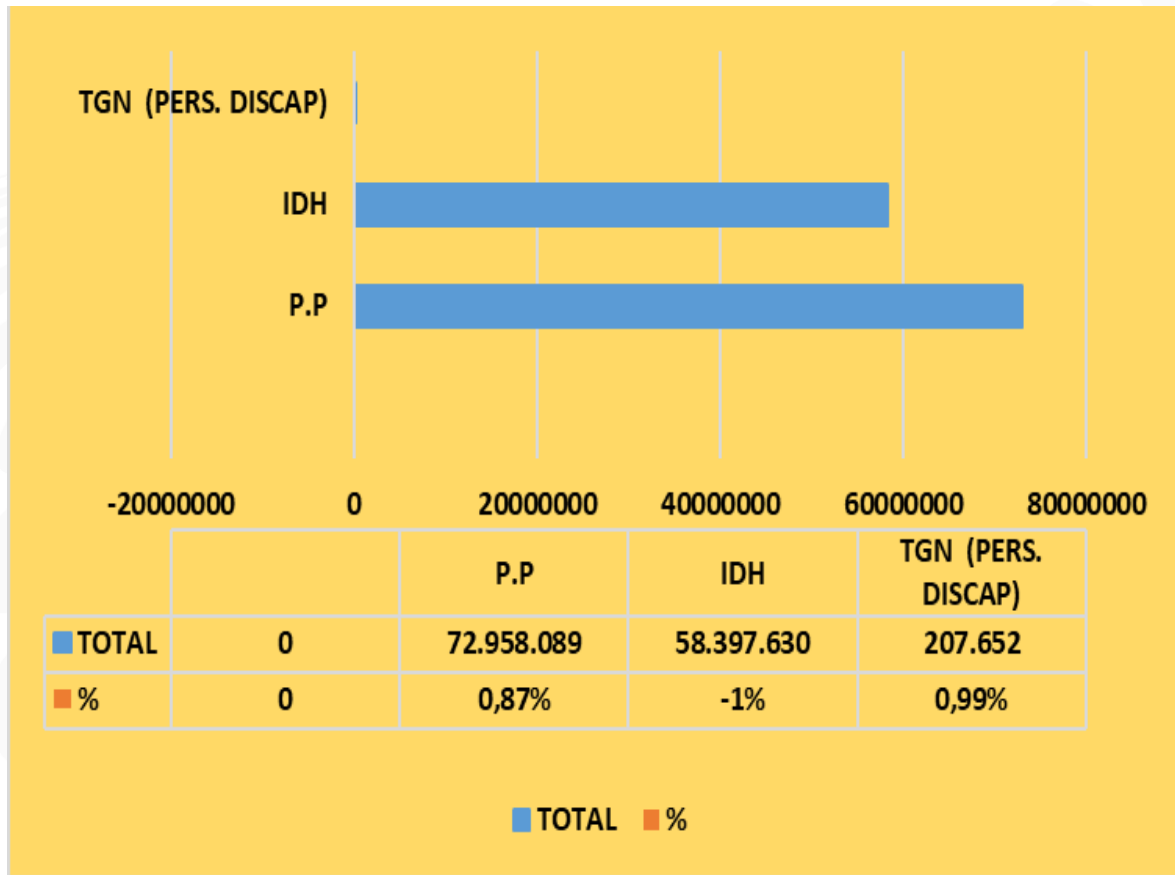 TGN (PERS. DISCAP)
IDH
P.P
-20000000 0 20000000 40000000 60000000 80000000
P.P IDH TGN (PERS.
DISCAP)
TOTAL 0 72.958.089 58.397.630 207.652
% 0 0,87% -1% 0,99%
TOTAL %